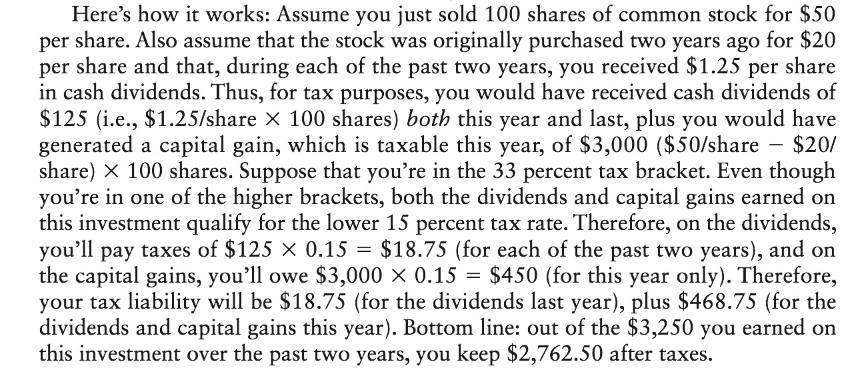 Here's how it works: Assume you just sold 100 shares of common stock for $50
per share. Also assume that the stock was originally purchased two years ago for $20
per share and that, during each of the past two years, you received $1.25 per share
in cash dividends. Thus, for tax purposes, you would have received cash dividends of
$125 (i.e., $1.25/share × 100 shares) both this year and last, plus you would have
generated a capital gain, which is taxable this year, of $3,000 ($50/share − $20/
share) × 100 shares. Suppose that you're in the 33 percent tax bracket. Even though
you're in one of the higher brackets, both the dividends and capital gains earned on
this investment qualify for the lower 15 percent tax rate. Therefore, on the dividends,
you'll pay taxes of $125 × 0.15 = $18.75 (for each of the past two years), and on
the capital gains, you'll owe $3,000 × 0.15 = $450 (for this year only). Therefore,
your tax liability will be $18.75 (for the dividends last year), plus $468.75 (for the
dividends and capital gains this year). Bottom line: out of the $3,250 you earned on
this investment over the past two years, you keep $2,762.50 after taxes.